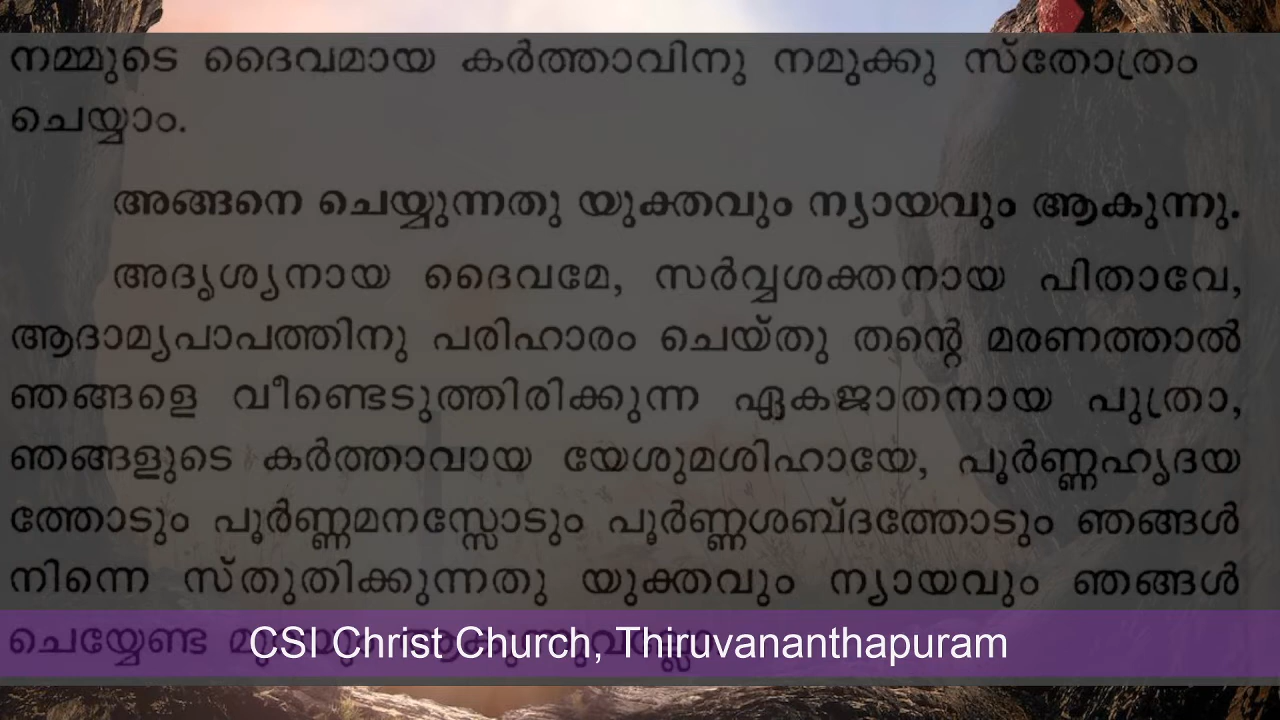 നമ്മുടെ ദൈവമായ കർത്താവിനു നമുക്കു സ്തോത്രം
ചെയ്യാം.
അങ്ങനെ ചെയ്യുന്നതു യുക്തവും ന്യായവും ആകുന്നു.
അദൃശ്യനായ ദൈവമേ, സർവ്വശക്തനായ പിതാവേ,
ആദാമ്യപാപത്തിനു പരിഹാരം ചെയ്തു തന്റെ മരണത്താൽ
ഞങ്ങളെ വീണ്ടെടുത്തിരിക്കുന്ന ഏകജാതനായ പുത്രാ,
ഞങ്ങളുടെ കർത്താവായ യേശുമശിഹായേ, പൂർണ്ണഹൃദയ
ത്തോടും പൂർണ്ണമനസ്സോടും പൂർണ്ണശബ്ദത്തോടും ഞങ്ങൾ
നിന്നെ സ്തുതിക്കുന്നതു യുക്തവും ന്യായവും ഞങ്ങൾ
ചെയ്യേണ്ട
CSI Christ Church, Thiruvananthapuram